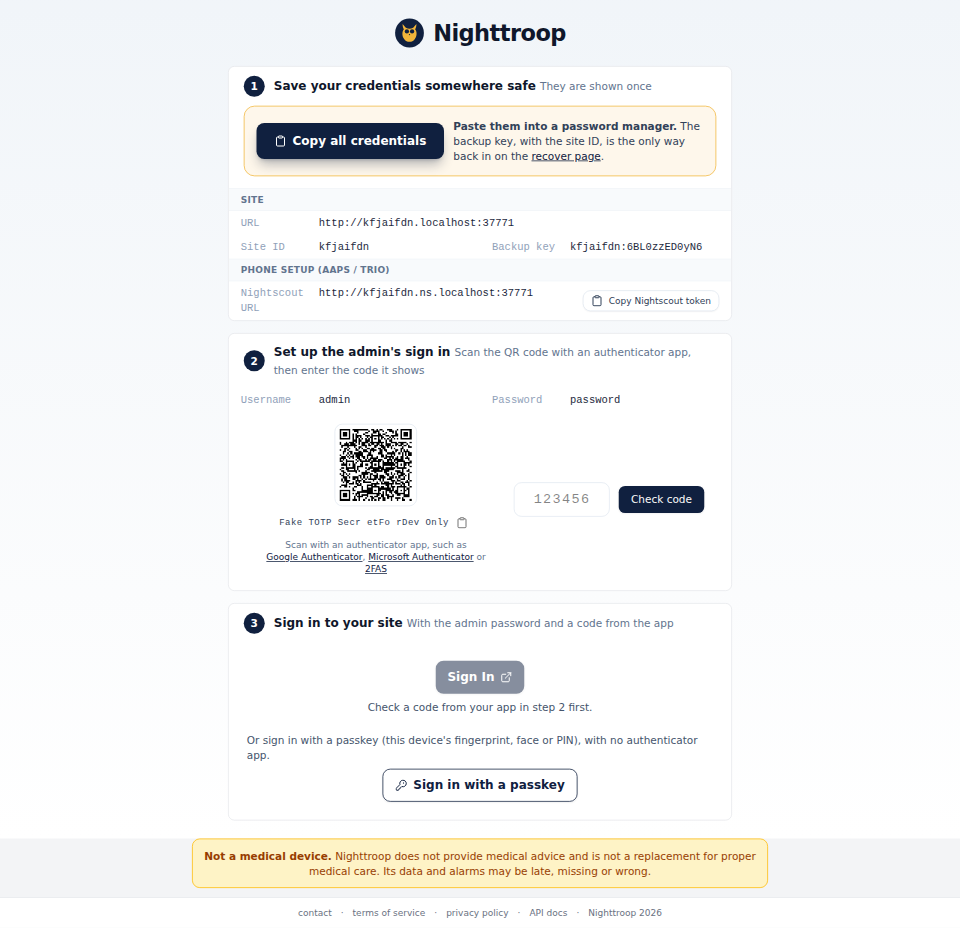 Nighttroop
1 Save your credentials somewhere safe They are shown once
Copy all credentials
Paste them into a password manager. The
backup key, with the site ID, is the only way
back in on the recover page.
SITE
URL http://kfjaifdn.localhost:37771
Site ID kfjaifdn Backup key kfjaifdn:6BL0zzED0yN6
PHONE SETUP (AAPS / TRIO)
Nightscout http://kfjaifdn.ns.localhost:37771
URL
Copy Nightscout token
2 Set up the admin's sign in Scan the QR code with an authenticator app,
then enter the code it shows
Username admin Password password
123456 Check code
Fake TOTP Secr etFo rDev Only
Scan with an authenticator app, such as
Google Authenticator, Microsoft Authenticator or
2FAS
3 Sign in to your site With the admin password and a code from the app
Sign In
Check a code from your app in step 2 first.
Or sign in with a passkey (this device's fingerprint, face or PIN), with no authenticator
app.
Sign in with a passkey
Not a medical device. Nighttroop does not provide medical advice and is not a replacement for proper
medical care. Its data and alarms may be late, missing or wrong.
contact · terms of service · privacy policy · API docs · Nighttroop 2026